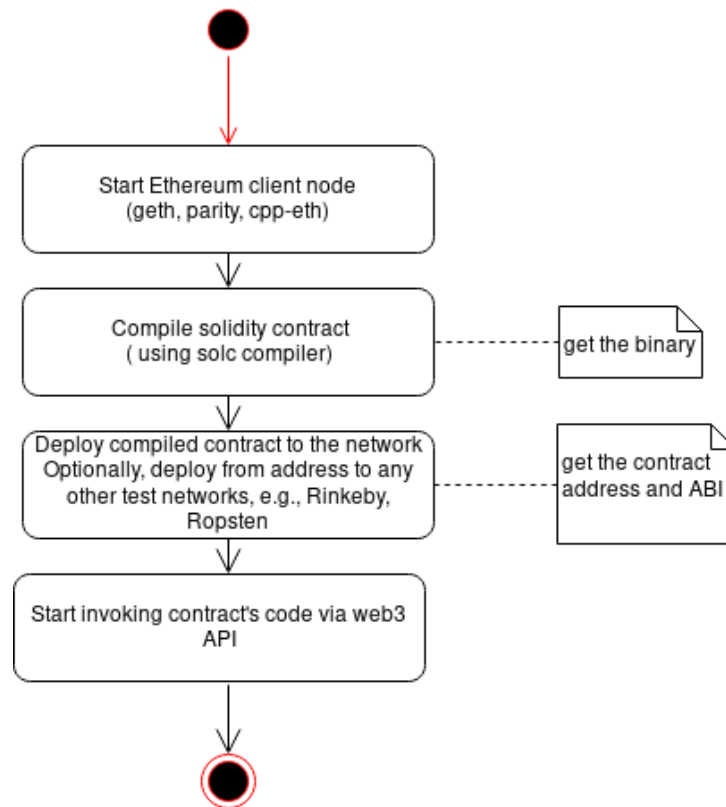 Start Ethereum client node
(geth, parity, cpp-eth)
Compile solidity contract
( using solc compiler)
get the binary
Deploy compiled contract to the network
Optionally, deploy from address to any
other test networks, e.g., Rinkeby,
Ropsten
get the contract
address and ABI
Start invoking contract's code via web3
API